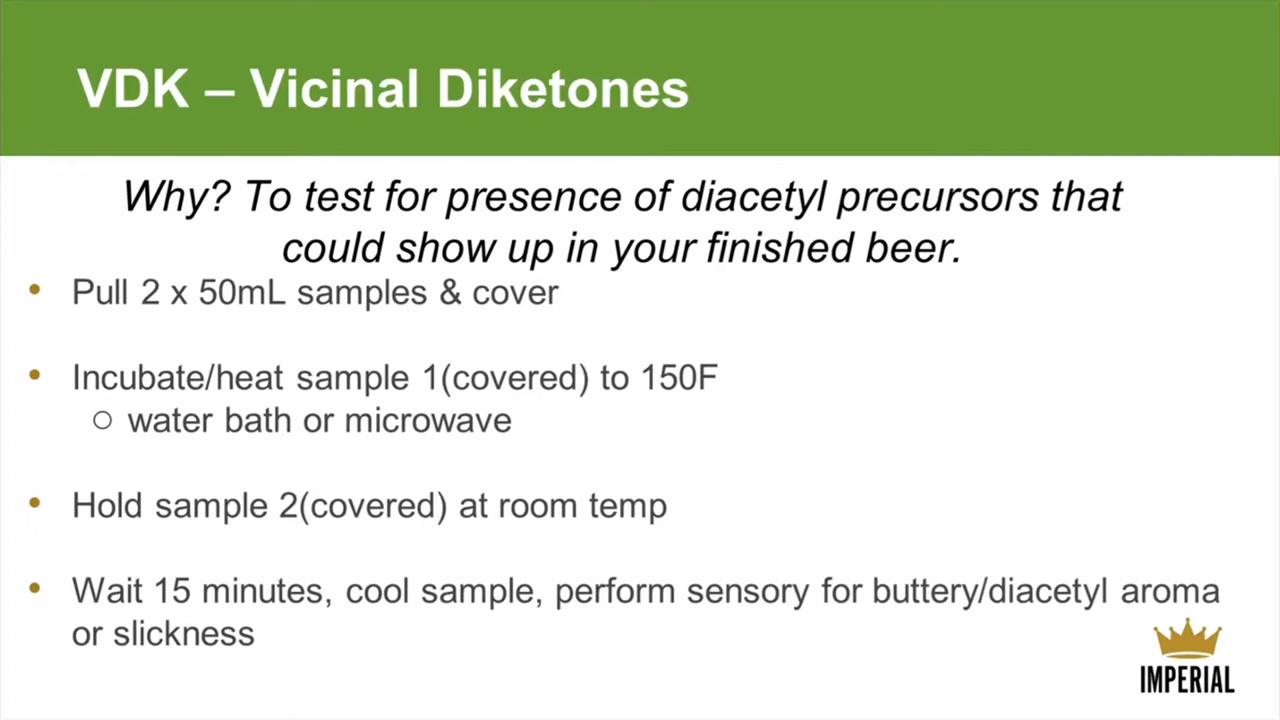 VDK – Vicinal Diketones
Why? To test for presence of diacetyl precursors that
could show up in your finished beer.
• Pull 2 x 50mL samples & cover
• Incubate/heat sample 1(covered) to 150F
○ water bath or microwave
• Hold sample 2(covered) at room temp
• Wait 15 minutes, cool sample, perform sensory for buttery/diacetyl aroma
or slickness
IMPERIAL